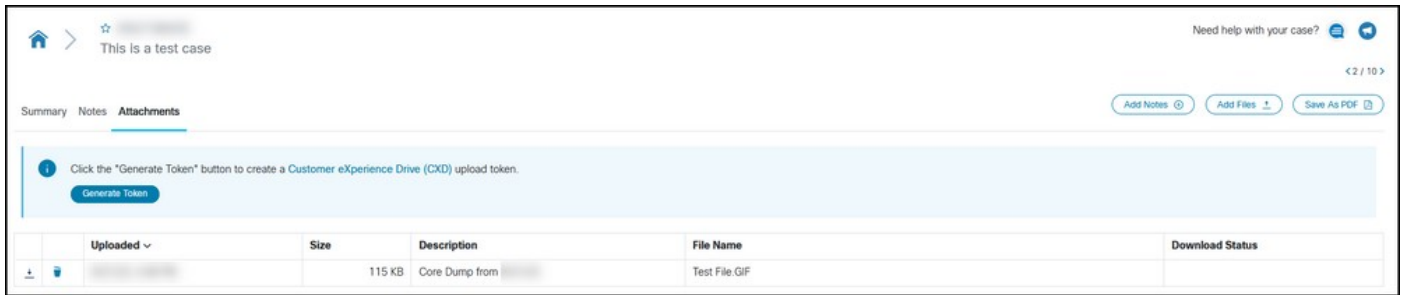 This is a test case
Need help with your case?
2 / 10
Summary Notes Attachments
Add Notes Add Files Save As PDF
Click the "Generate Token" button to create a Customer eXperience Drive (CXD) upload token.
Generate Token
Uploaded Size Description File Name Download Status
115 KB Core Dump from Test File.GIF